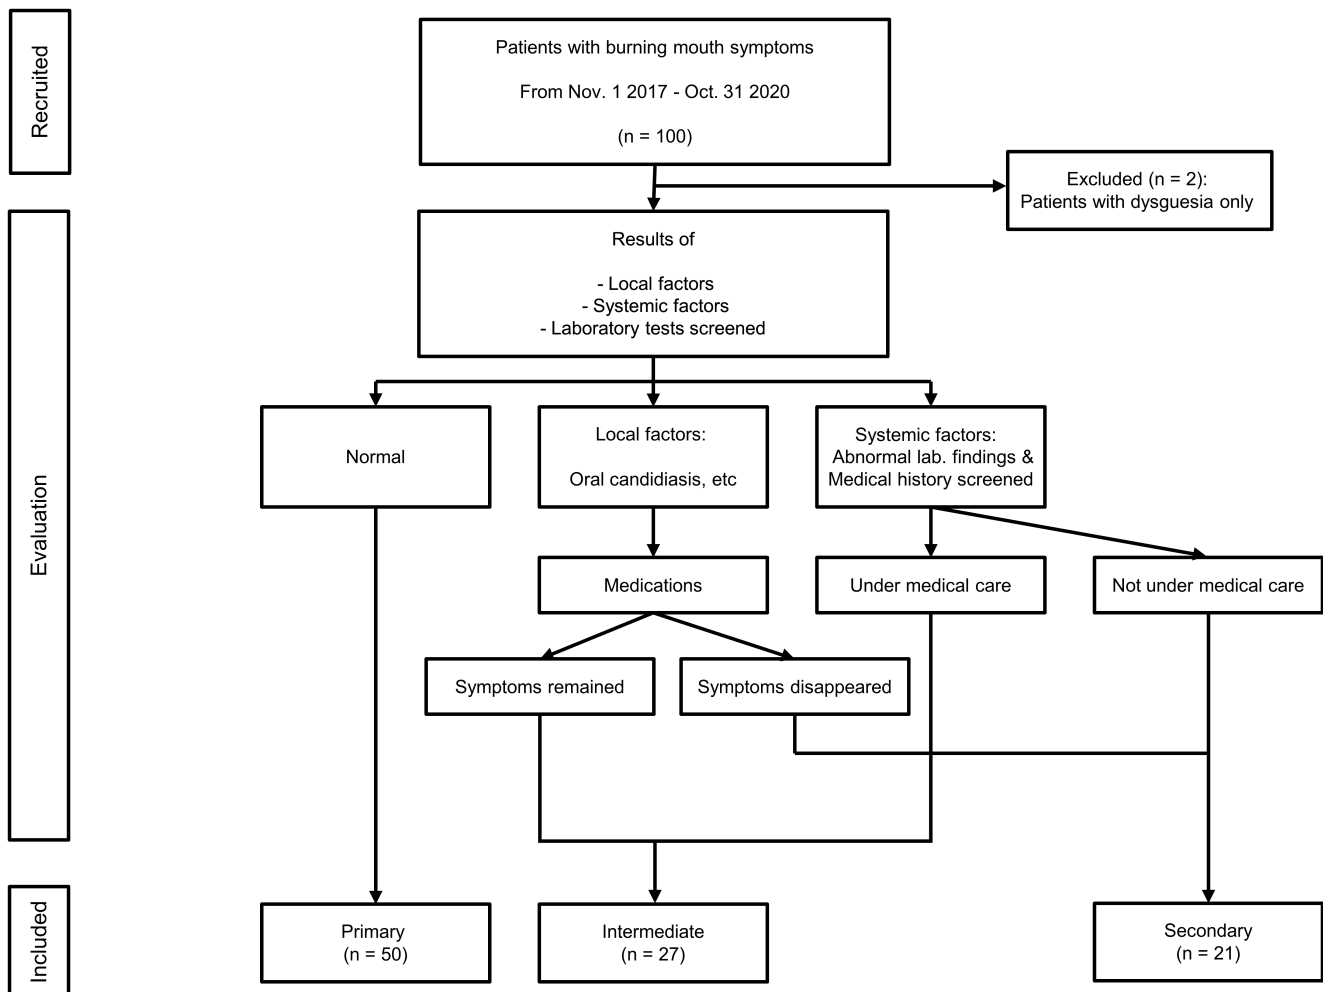 Recruited
Patients with burning mouth symptoms
From Nov. 1 2017 - Oct. 31 2020
(n = 100)
Excluded (n = 2):
Patients with dysguesia only
Evaluation
Results of
- Local factors
- Systemic factors
- Laboratory tests screened
Normal
Local factors:
Oral candidiasis, etc
Systemic factors:
Abnormal lab. findings &
Medical history screened
Medications
Under medical care
Not under medical care
Symptoms remained
Symptoms disappeared
Included
Primary
(n = 50)
Intermediate
(n = 27)
Secondary
(n = 21)